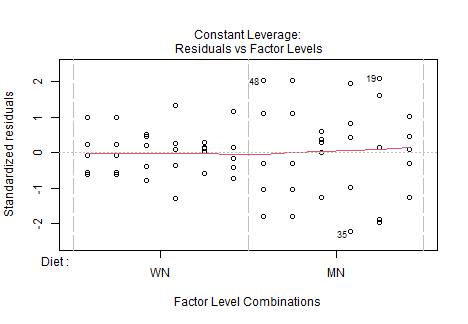 Constant Leverage:
Residuals vs Factor Levels
Standardized residuals
2
1
0
-1
-2
48
19
35
Diet :
WN
MN
Factor Level Combinations